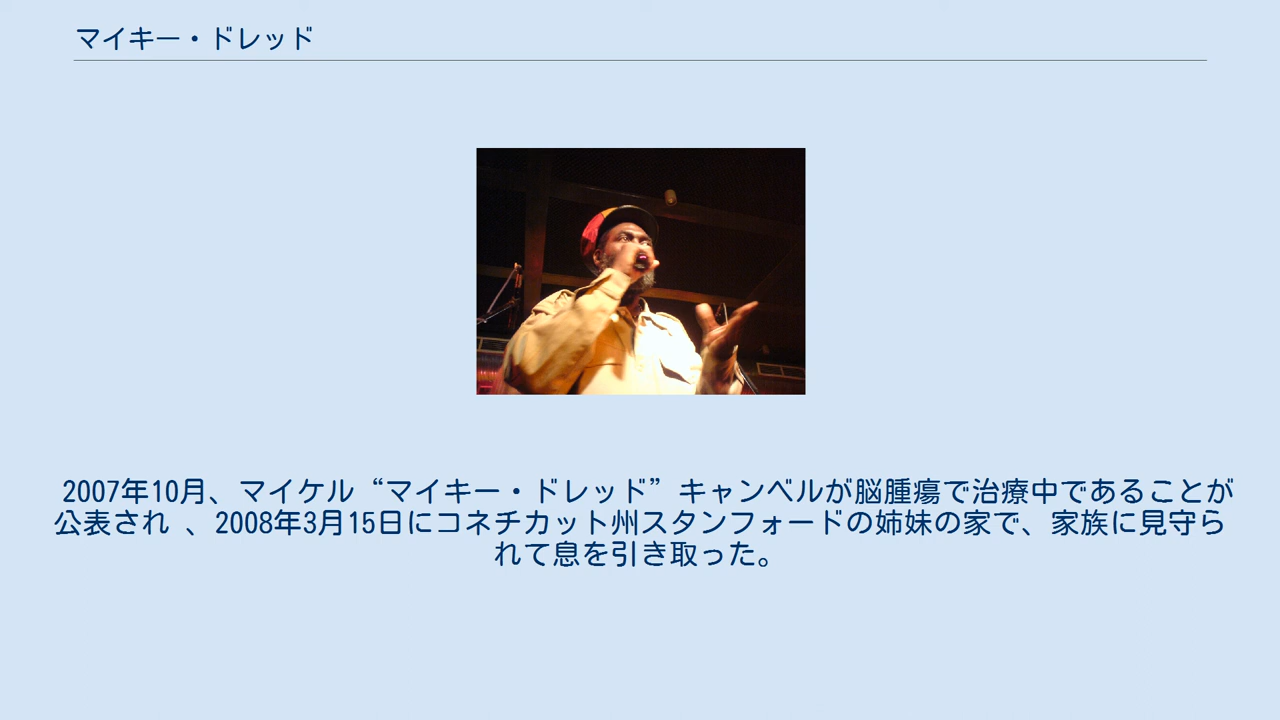 マイキー・ドレッド
2007年10月、マイケル“マイキー・ドレッド”キャンベルが脳腫瘍で治療中であることが
公表され 、2008年3月15日にコネチカット州スタンフォードの姉妹の家で、家族に見守ら
れて息を引き取った。